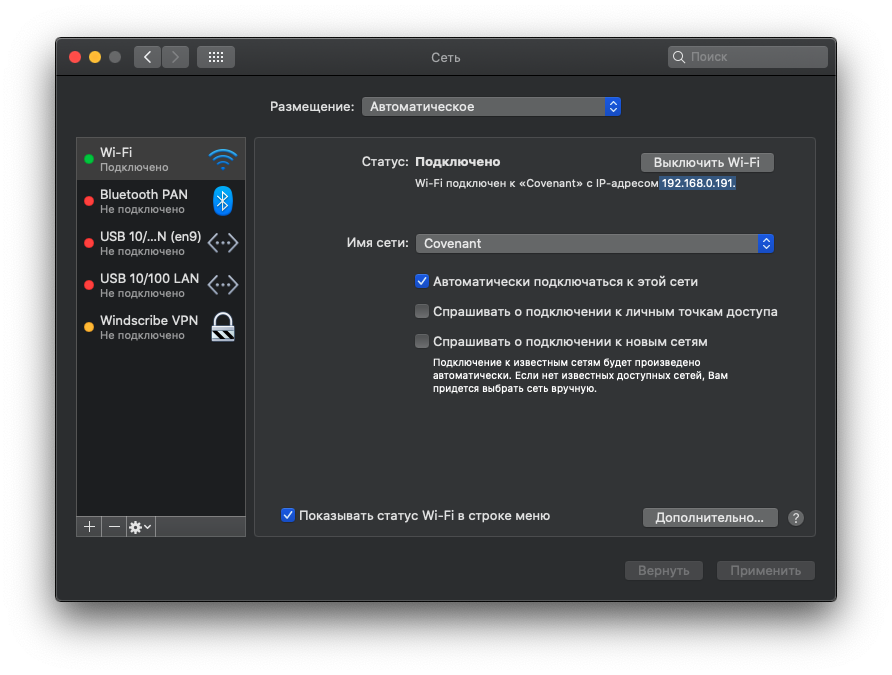 Сеть
Поиск
Размещение: Автоматическое
Wi-Fi
Подключено
Bluetooth PAN
Не подключено
USB 10/...N (en9)
Не подключено
USB 10/100 LAN
Не подключено
Windscribe VPN
Не подключено
Статус: Подключено
Выключить Wi-Fi
Wi-Fi подключен к «Covenant» с IP-адресом 192.168.0.191.
Имя сети: Covenant
Автоматически подключаться к этой сети
Спрашивать о подключении к личным точкам доступа
Спрашивать о подключении к новым сетям
Подключение к известным сетям будет произведено
автоматически. Если нет известных доступных сетей, Вам
придется выбрать сеть вручную.
Показывать статус Wi-Fi в строке меню
Дополнительно...
?
Вернуть
Применить